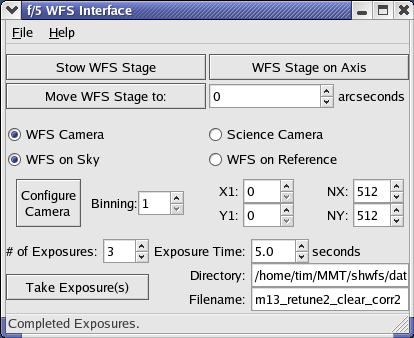 f/5 WFS Interface
File Help
Stow WFS Stage WFS Stage on Axis
Move WFS Stage to: 0 arcseconds
WFS Camera Science Camera
WFS on Sky WFS on Reference
Configure Camera Binning: 1 X1: 0 NX: 512
Y1: 0 NY: 512
# of Exposures: 3 Exposure Time: 5.0 seconds
Directory: /home/tim/MMT/shwfs/dat
Take Exposure(s) Filename: m13_retune2_clear_corr2
Completed Exposures.